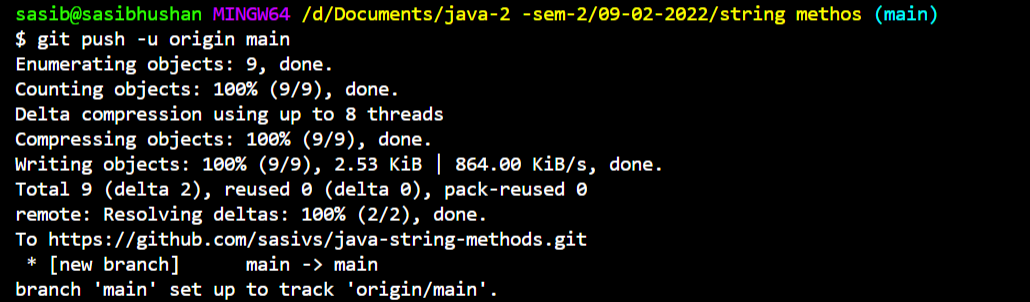 sasib@sasibhushan MINGW64 /d/Documents/java-2 -sem-2/09-02-2022/string methos (main)
$ git push -u origin main
Enumerating objects: 9, done.
Counting objects: 100% (9/9), done.
Delta compression using up to 8 threads
Compressing objects: 100% (9/9), done.
Writing objects: 100% (9/9), 2.53 KiB | 864.00 KiB/s, done.
Total 9 (delta 2), reused 0 (delta 0), pack-reused 0
remote: Resolving deltas: 100% (2/2), done.
To https://github.com/sasivs/java-string-methods.git
 * [new branch]      main -> main
branch 'main' set up to track 'origin/main'.